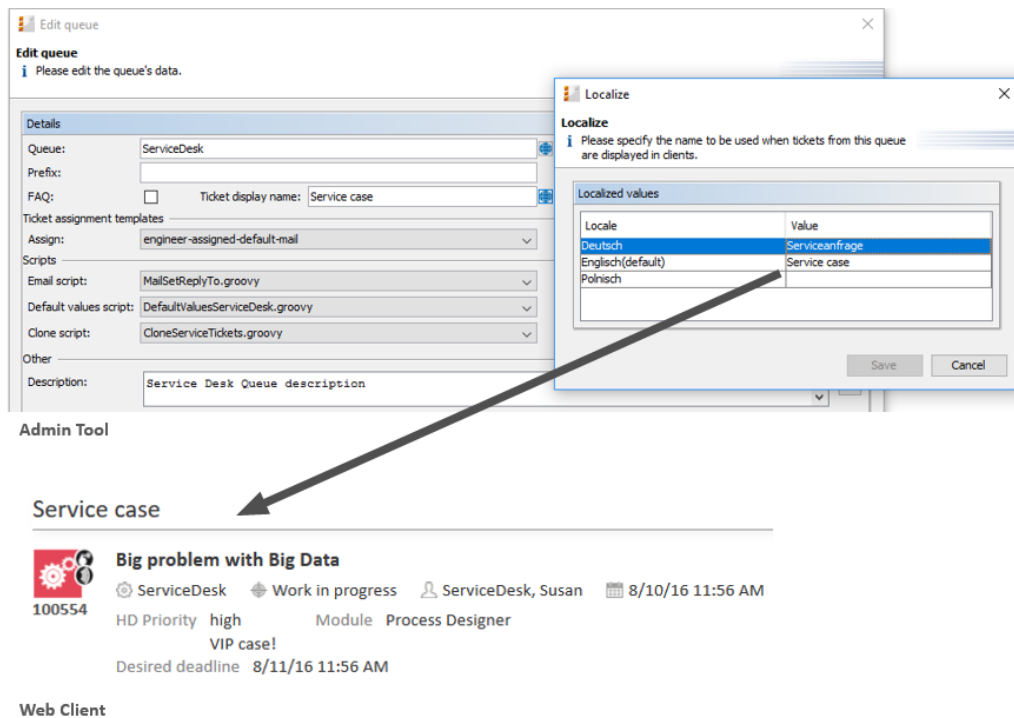 Edit queue
Edit queue
Please edit the queue's data.
Details
Queue: ServiceDesk
Prefix:
FAQ: Ticket display name: Service case
Ticket assignment templates
Assign: engineer-assigned-default-mail
Scripts
Email script: MailSetReplyTo.groovy
Default values script: DefaultValuesServiceDesk.groovy
Clone script: CloneServiceTickets.groovy
Other
Description: Service Desk Queue description
Localize
Localize
Please specify the name to be used when tickets from this queue
are displayed in clients.
Localized values
Locale Value
Deutsch Serviceanfrage
Englisch(default) Service case
Polnisch
Save Cancel
Admin Tool
Service case
Big problem with Big Data
ServiceDesk Work in progress ServiceDesk, Susan 8/10/16 11:56 AM
100554
HD Priority high Module Process Designer
VIP case!
Desired deadline 8/11/16 11:56 AM
Web Client